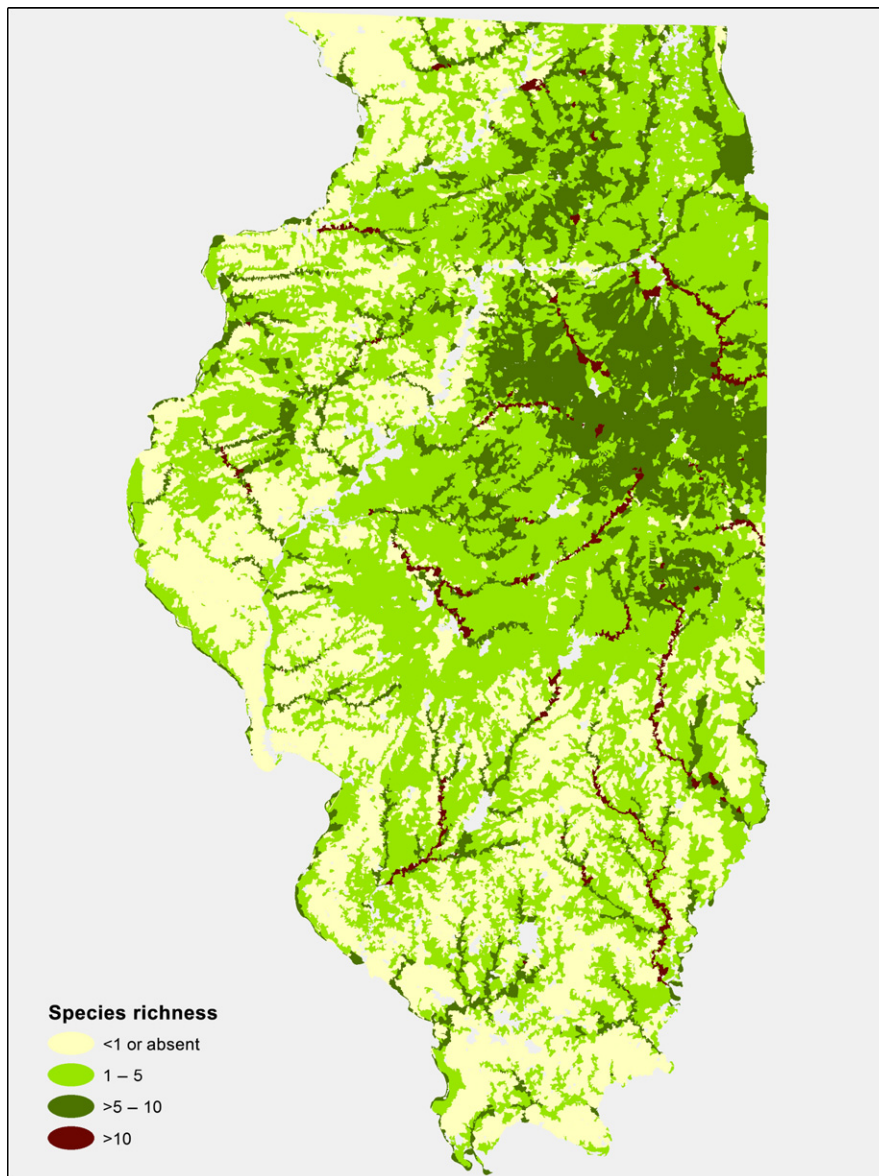 Species richness
<1 or absent
1 – 5
>5 – 10
>10